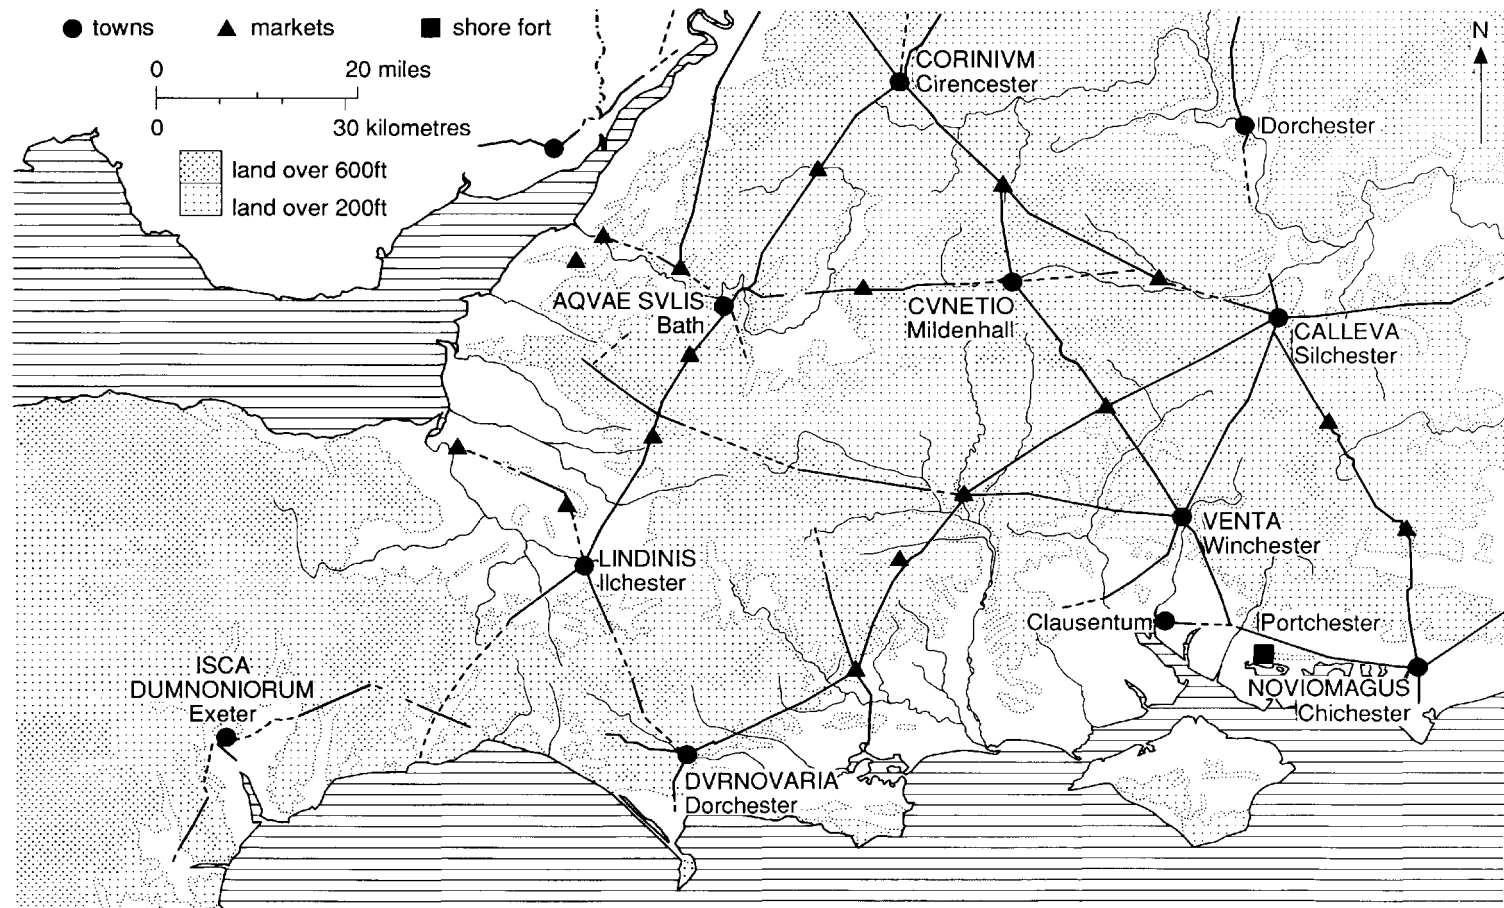 towns
markets
shore fort
0 20 miles
0 30 kilometres
land over 600ft
land over 200ft
N
CORINIVM
Cirencester
Dorchester
AQVAE SVLIS
Bath
CVNETIO
Mildenhall
CALLEVA
Silchester
VENTA
Winchester
LINDINIS
Ilchester
Clausentum
Portchester
ISCA
DUMNONIORUM
Exeter
NOVIOMAGUS
Chichester
DVRNOVARIA
Dorchester